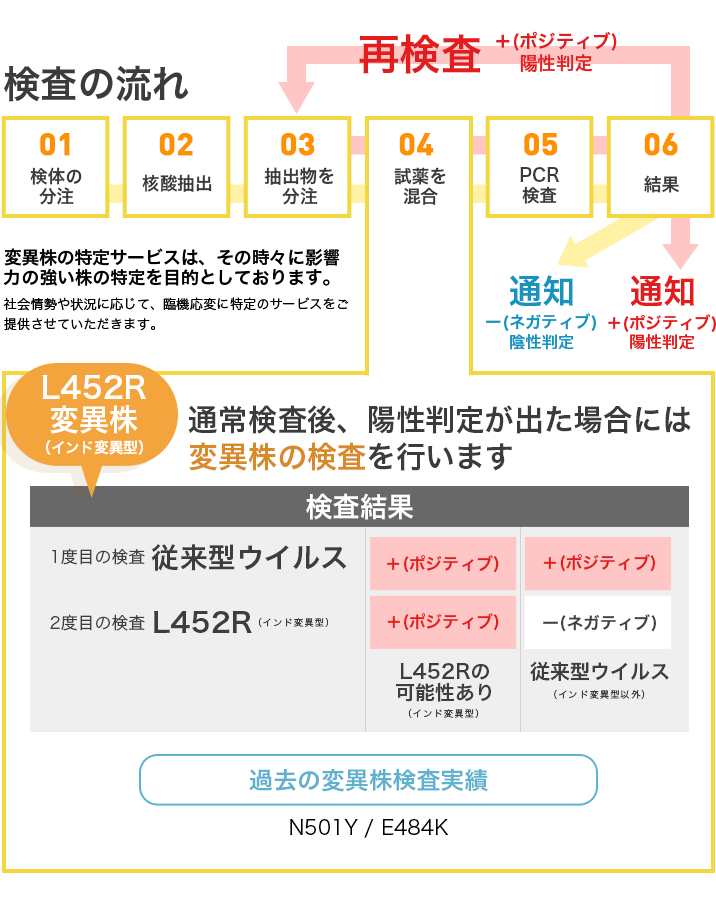 再検査
+(ポジティブ)
陽性判定
検査の流れ
01
検体の
分注
02
核酸抽出
03
抽出物を
分注
04
試薬を
混合
05
PCR
検査
06
結果
変異株の特定サービスは、その時々に影響
力の強い株の特定を目的としております。
社会情勢や状況に応じて、臨機応変に特定のサービスをご
提供させていただきます。
通知
ー(ネガティブ)
陰性判定
通知
+(ポジティブ)
陽性判定
L452R
変異株
(インド変異型)
通常検査後、陽性判定が出た場合には
変異株の検査を行います
検査結果
1度目の検査 従来型ウイルス +(ポジティブ) +(ポジティブ)
2度目の検査 L452R (インド変異型) +(ポジティブ) ー(ネガティブ)
L452Rの
可能性あり
(インド変異型)
従来型ウイルス
(インド変異型以外)
過去の変異株検査実績
N501Y / E484K